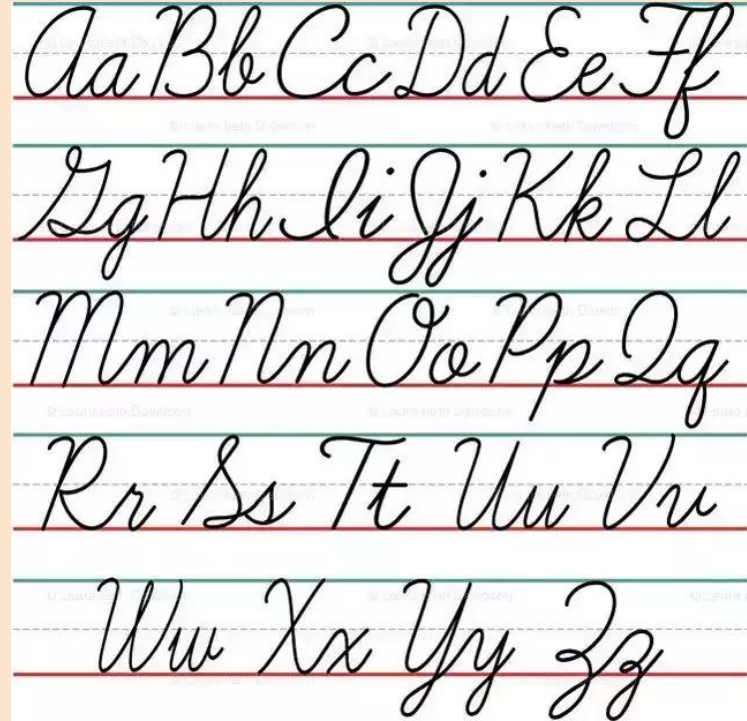 Aa Bb Cc Dd Ee Ff
Gg Hh Ii Jj Kk Ll
Mm Nn Oo Pp Qq
Rr Ss Tt Uu Vv
Ww Xx Yy Zz